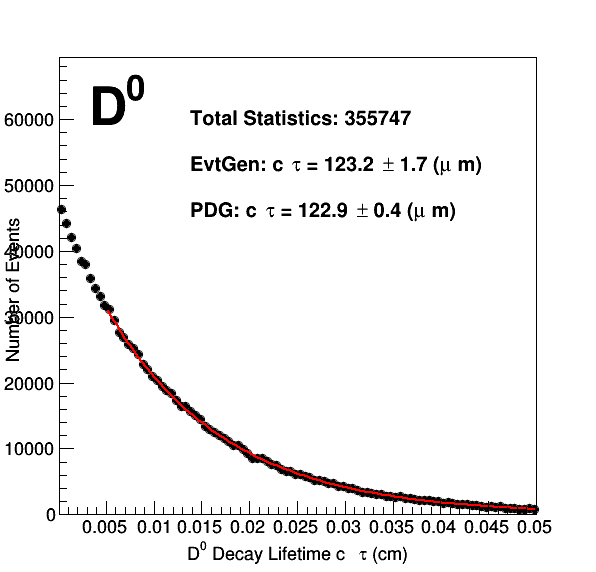 D⁰
Total Statistics: 355747
EvtGen: c τ = 123.2 ± 1.7 (μ m)
PDG: c τ = 122.9 ± 0.4 (μ m)
Number of Events
60000
50000
40000
30000
20000
10000
0
0.005 0.01 0.015 0.02 0.025 0.03 0.035 0.04 0.045 0.05
D⁰ Decay Lifetime c τ (cm)